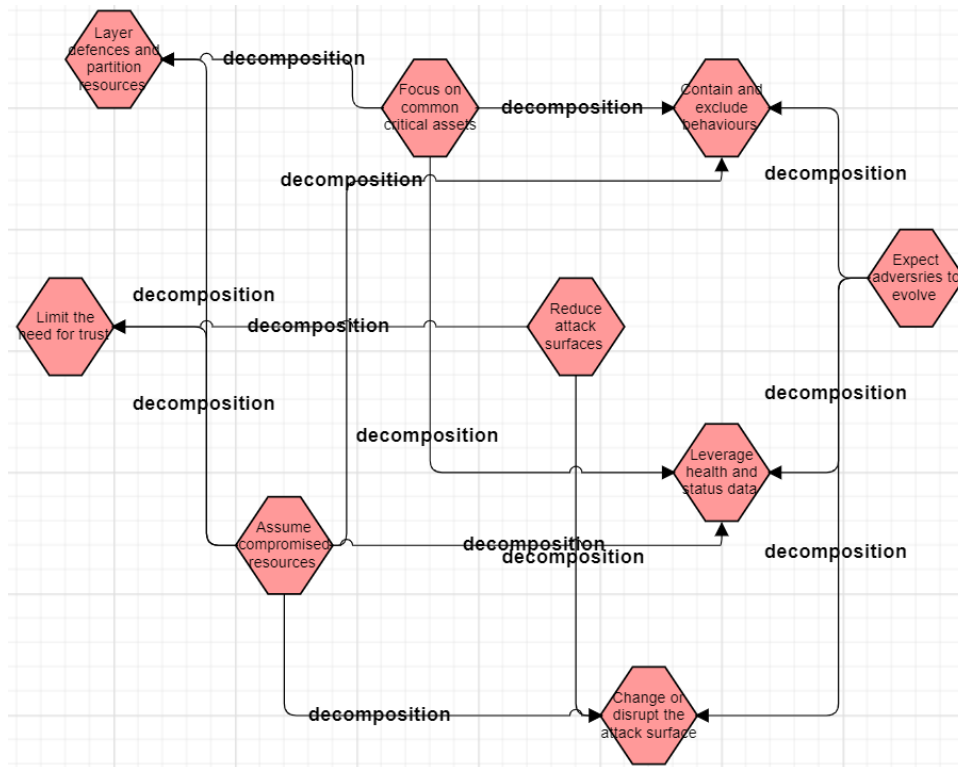 Layer
defences and
partition
resources
decomposition
Focus on
common
critical assets
decomposition
Contain and
exclude
behaviours
decomposition
decomposition
Expect
adversries to
evolve
decomposition
Limit the
need for trust
decomposition
Reduce
attack
surfaces
decomposition
decomposition
decomposition
Leverage
health and
status data
Assume
compromised
resources
decomposition
decomposition
decomposition
Change or
disrupt the
attack surface
decomposition